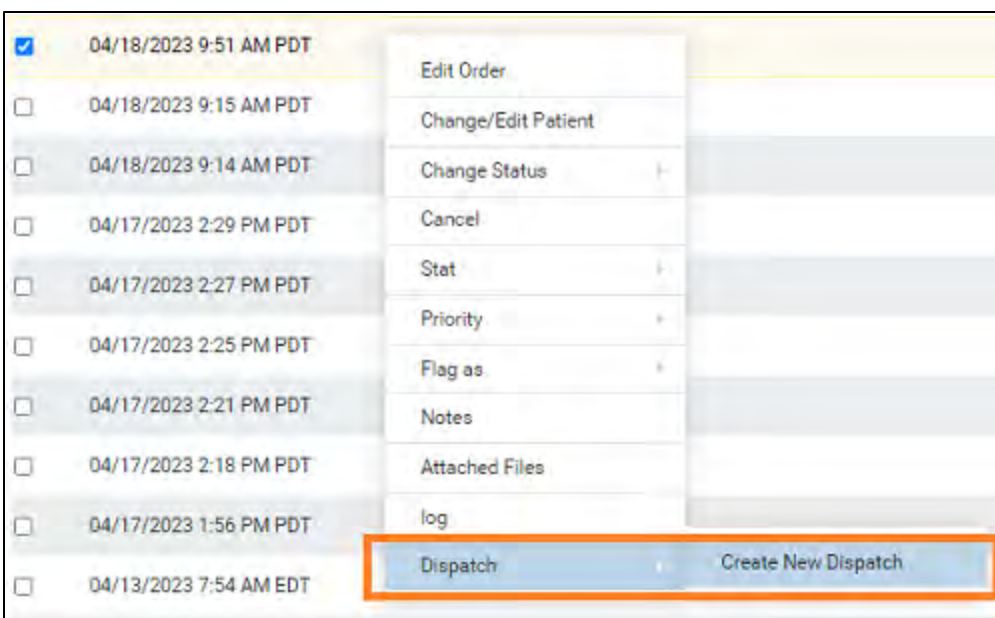 04/18/2023 9:51 AM PDT
04/18/2023 9:15 AM PDT
04/18/2023 9:14 AM PDT
04/17/2023 2:29 PM PDT
04/17/2023 2:27 PM PDT
04/17/2023 2:25 PM PDT
04/17/2023 2:21 PM PDT
04/17/2023 2:18 PM PDT
04/17/2023 1:56 PM PDT
04/13/2023 7:54 AM EDT
Edit Order
Change/Edit Patient
Change Status
Cancel
Stat
Priority
Flag as
Notes
Attached Files
log
Dispatch
Create New Dispatch